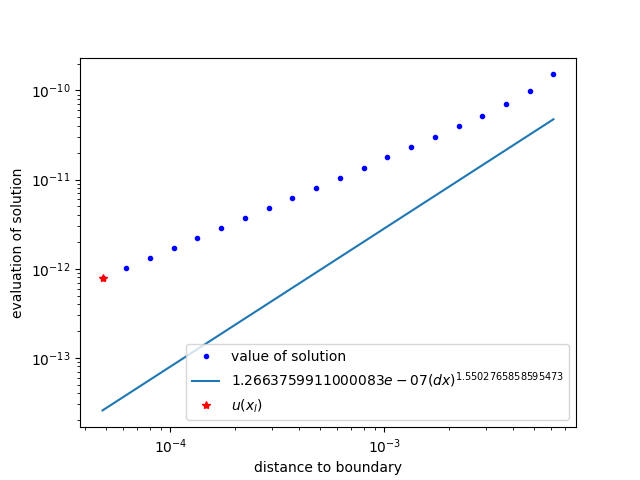 10⁻¹⁰
10⁻¹¹
10⁻¹²
10⁻¹³
evaluation of solution
value of solution
1.2663759911000083e − 07(dx)^1.5502765858595473
u(x_l)
10⁻⁴
10⁻³
distance to boundary